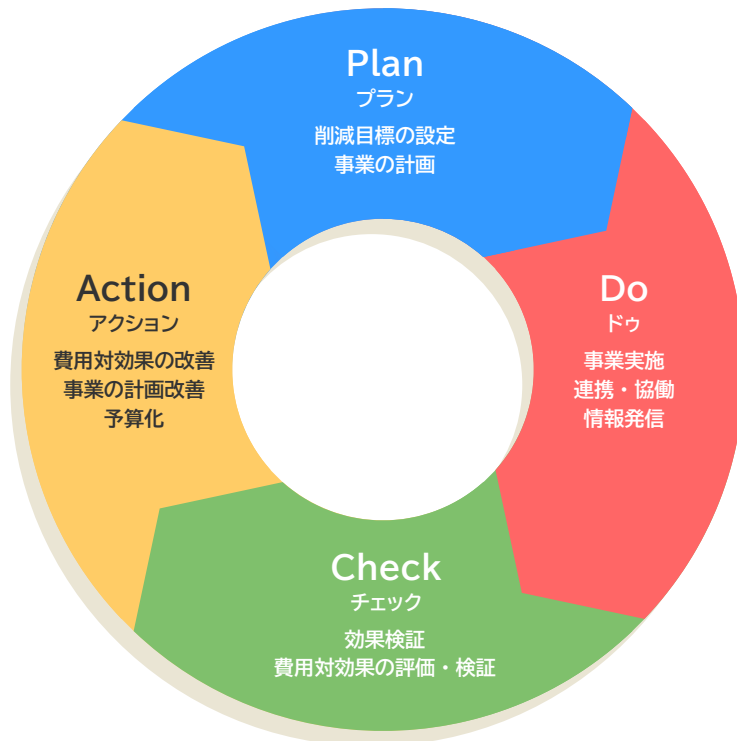 Plan
プラン
削減目標の設定
事業の計画
Do
ドゥ
事業実施
連携・協働
情報発信
Check
チェック
効果検証
費用対効果の評価・検証
Action
アクション
費用対効果の改善
事業の計画改善
予算化